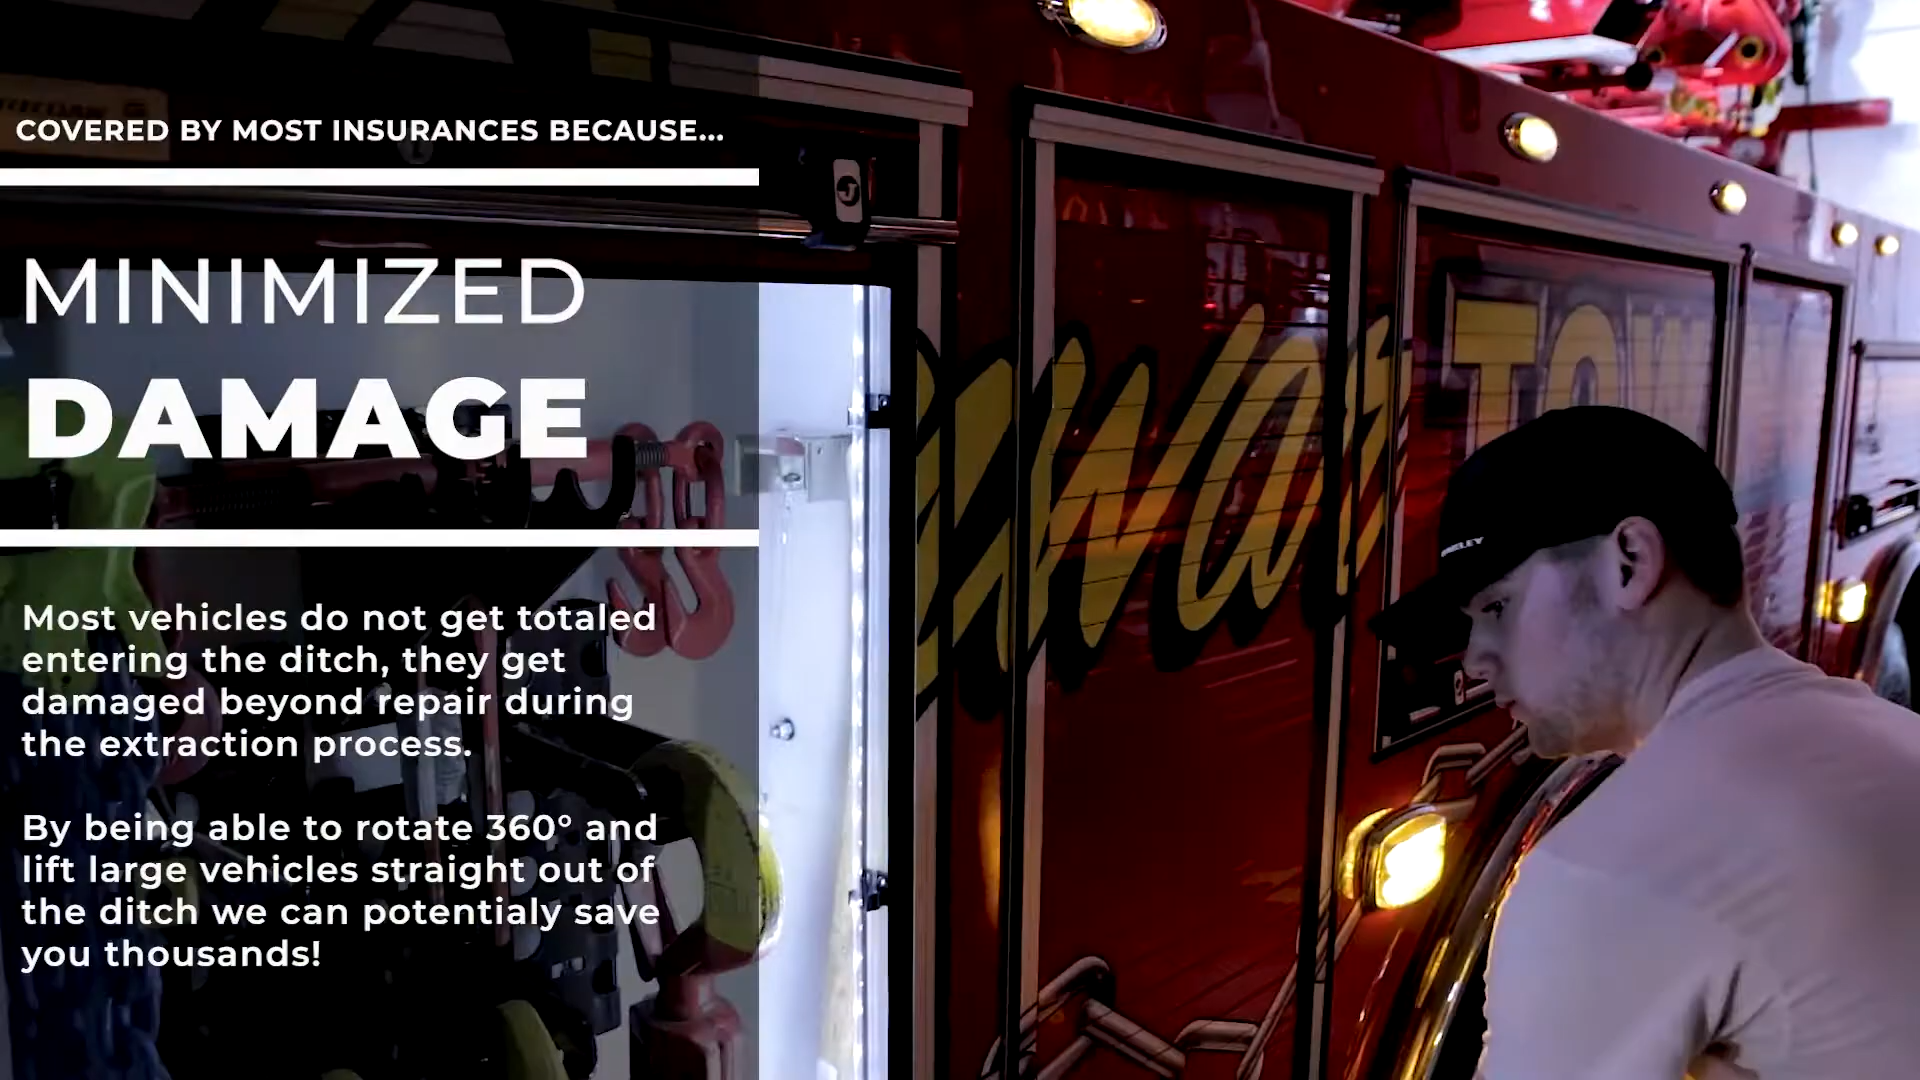 COVERED BY MOST INSURANCES BECAUSE...
MINIMIZED
DAMAGE
Most vehicles do not get totaled
entering the ditch, they get
damaged beyond repair during
the extraction process.
By being able to rotate 360° and
lift large vehicles straight out of
the ditch we can potentialy save
you thousands!
TOW